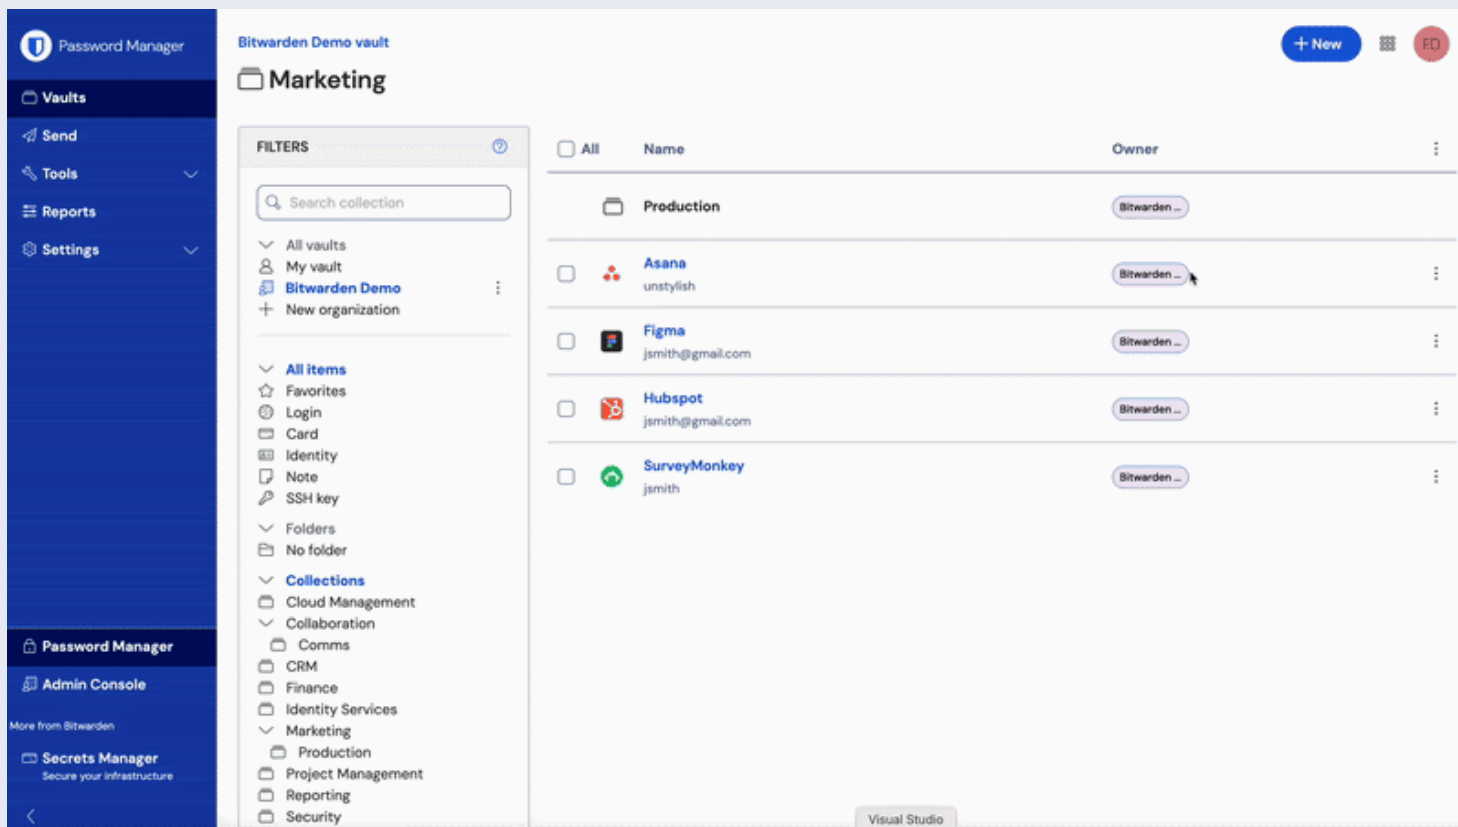 Password Manager
Vaults
Send
Tools
Reports
Settings
Password Manager
Admin Console
More from Bitwarden
Secrets Manager
Secure your infrastructure
Bitwarden Demo vault
Marketing
+ New
FD
FILTERS
Search collection
All vaults
My vault
Bitwarden Demo
New organization
All items
Favorites
Login
Card
Identity
Note
SSH key
Folders
No folder
Collections
Cloud Management
Collaboration
Comms
CRM
Finance
Identity Services
Marketing
Production
Project Management
Reporting
Security
All Name Owner
Production Bitwarden ...
Asana Bitwarden ...
unstylish
Figma Bitwarden ...
jsmith@gmail.com
Hubspot Bitwarden ...
jsmith@gmail.com
SurveyMonkey Bitwarden ...
jsmith
Visual Studio